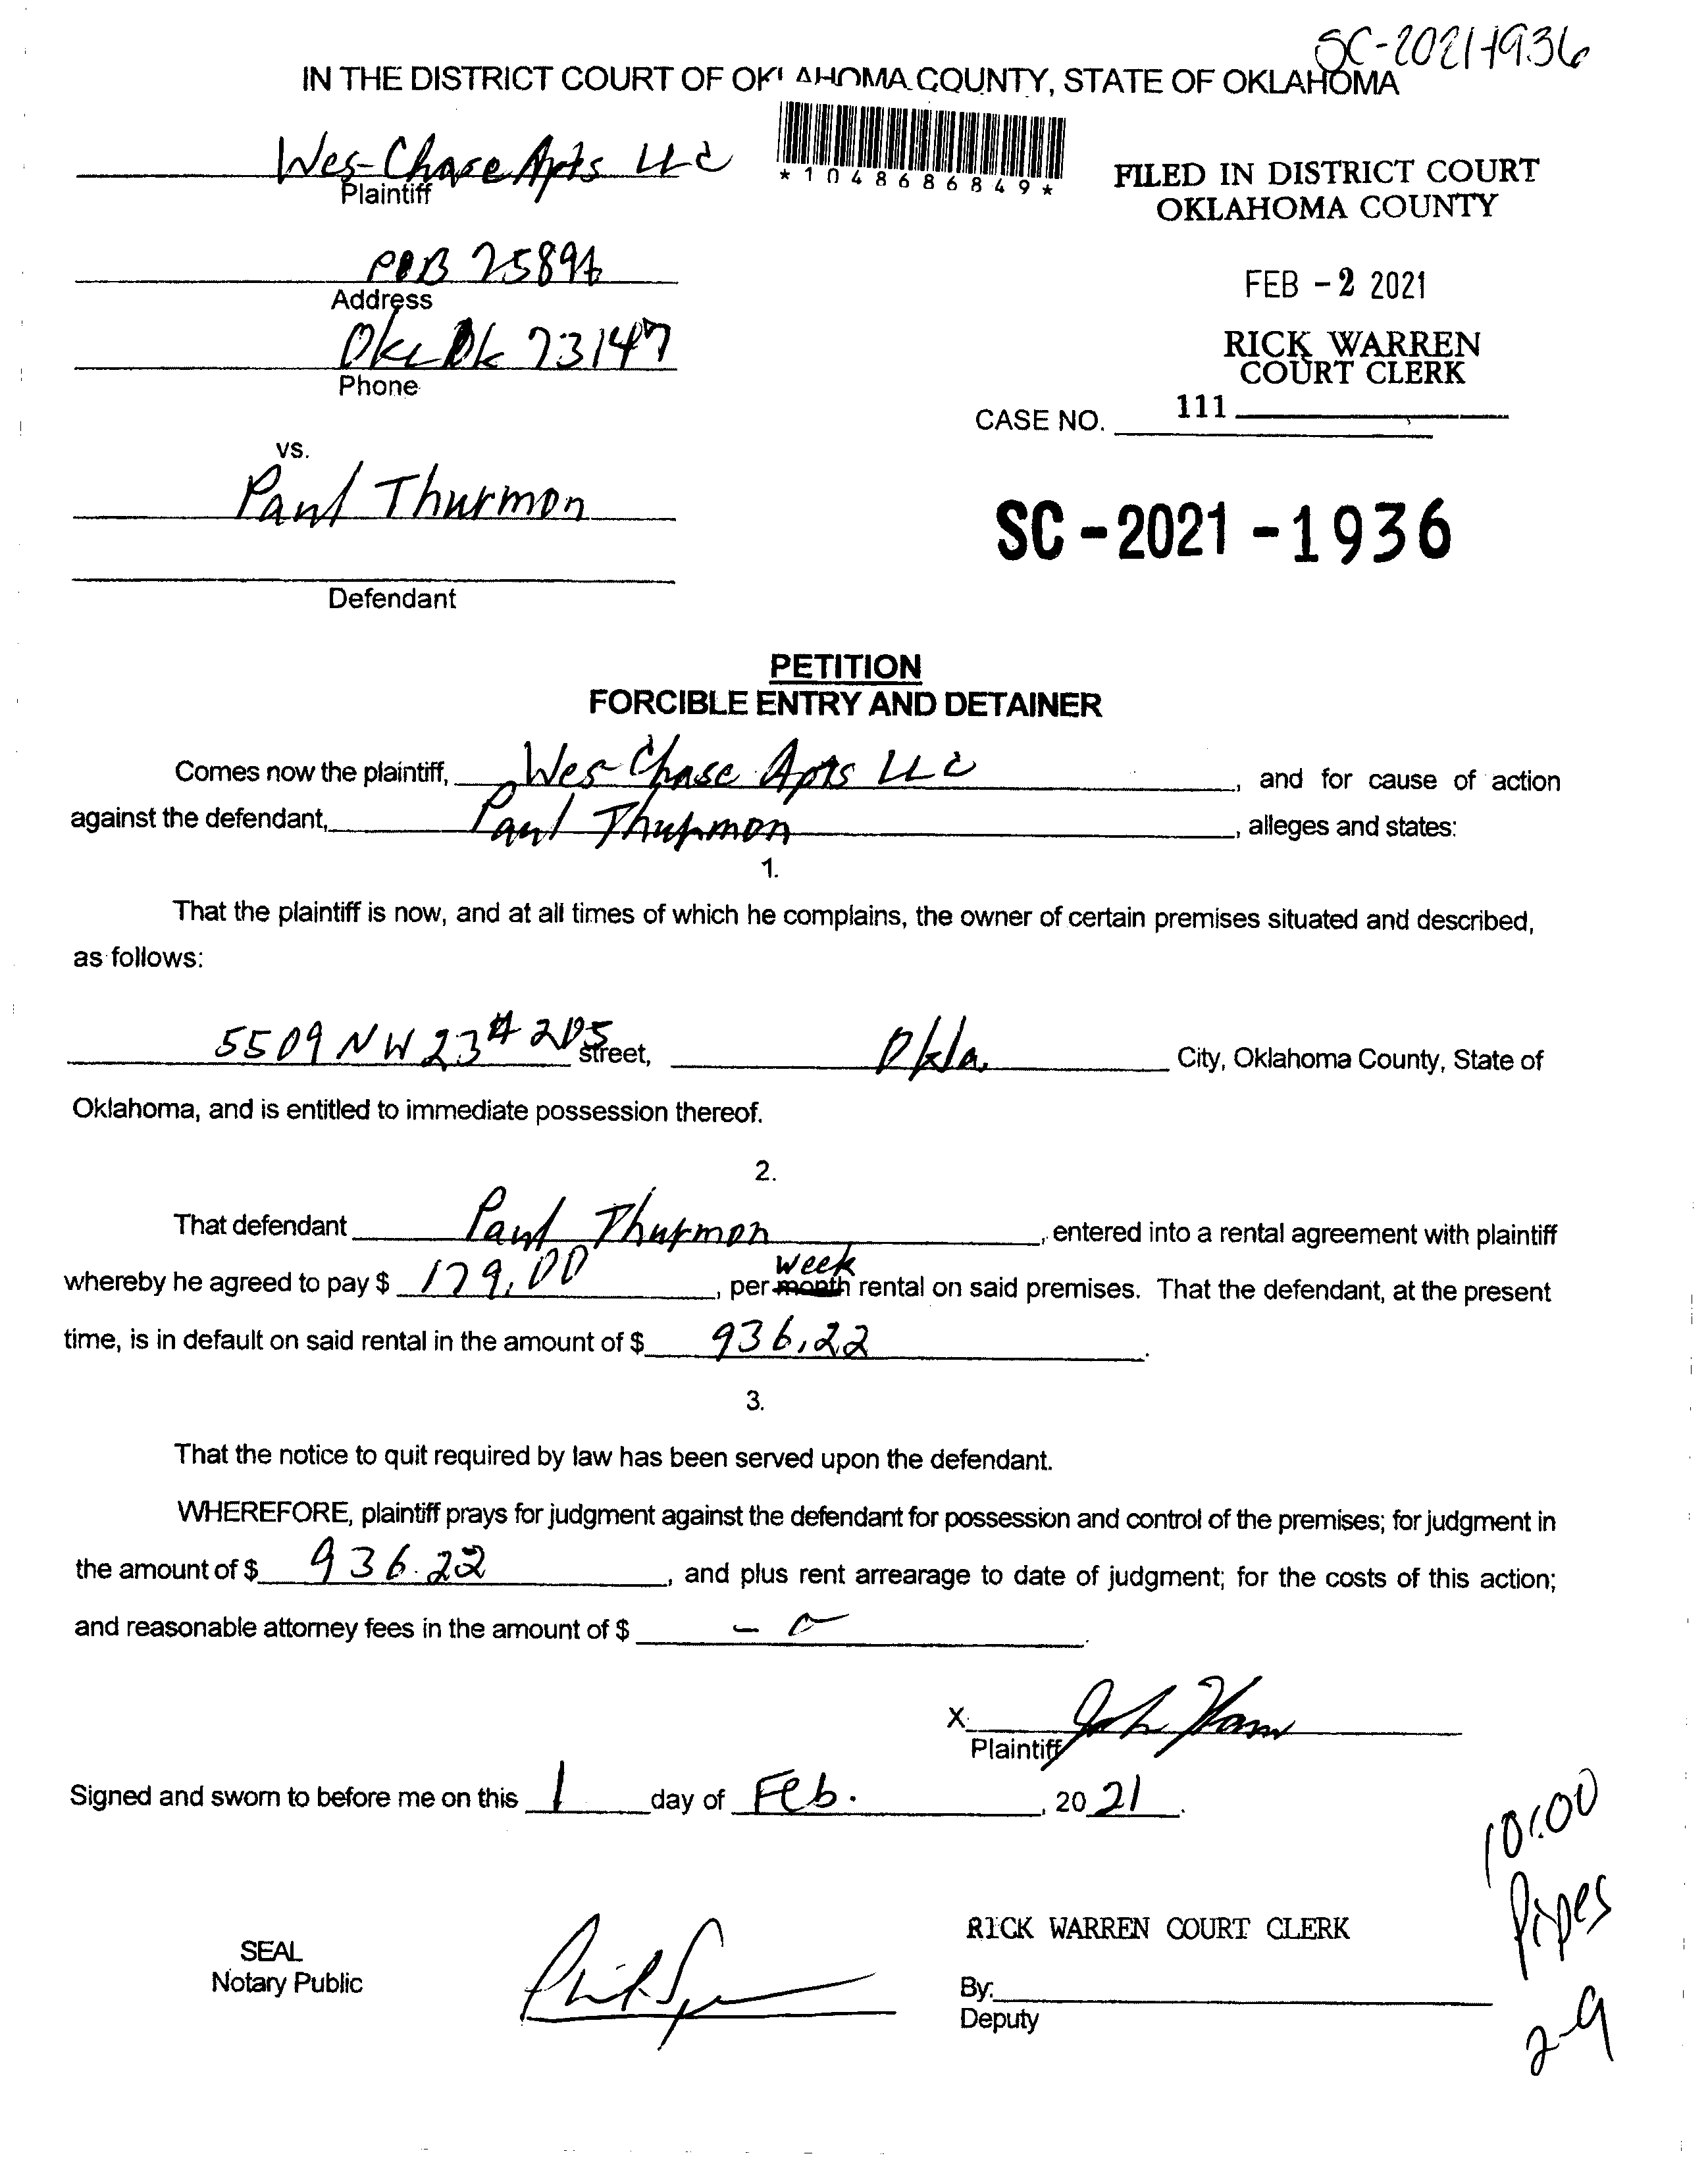 SC-2021-1936
IN THE DISTRICT COURT OF OKLAHOMA COUNTY, STATE OF OKLAHOMA
Wes-Chase Apts LLC
Plaintiff
*1048686849*
FILED IN DISTRICT COURT
OKLAHOMA COUNTY
POB
Address
FEB -2 2021
Okc Ok 73147
Phone
RICK WARREN
COURT CLERK
CASE NO. 111
vs.
Paul Thurmon
SC-2021-1936
Defendant
PETITION
FORCIBLE ENTRY AND DETAINER
Comes now the plaintiff, Wes-Chase Apts LLC, and for cause of action
against the defendant, Paul Thurmon, alleges and states:
1.
That the plaintiff is now, and at all times of which he complains, the owner of certain premises situated and described,
as follows:
5509 NW 23 # 205 street, Okla. City, Oklahoma County, State of
Oklahoma, and is entitled to immediate possession thereof.
2.
That defendant Paul Thurmon, entered into a rental agreement with plaintiff
week
whereby he agreed to pay $ 179.00, per month rental on said premises. That the defendant, at the present
time, is in default on said rental in the amount of $ 936.22.
3.
That the notice to quit required by law has been served upon the defendant.
WHEREFORE, plaintiff prays for judgment against the defendant for possession and control of the premises; for judgment in
the amount of $ 936.22, and plus rent arrearage to date of judgment; for the costs of this action;
and reasonable attorney fees in the amount of $ - 0
X
Plaintiff
Signed and sworn to before me on this 1 day of Feb., 2021.
101.00
Pipes
2-9
SEAL
Notary Public
RICK WARREN COURT CLERK
By:
Deputy